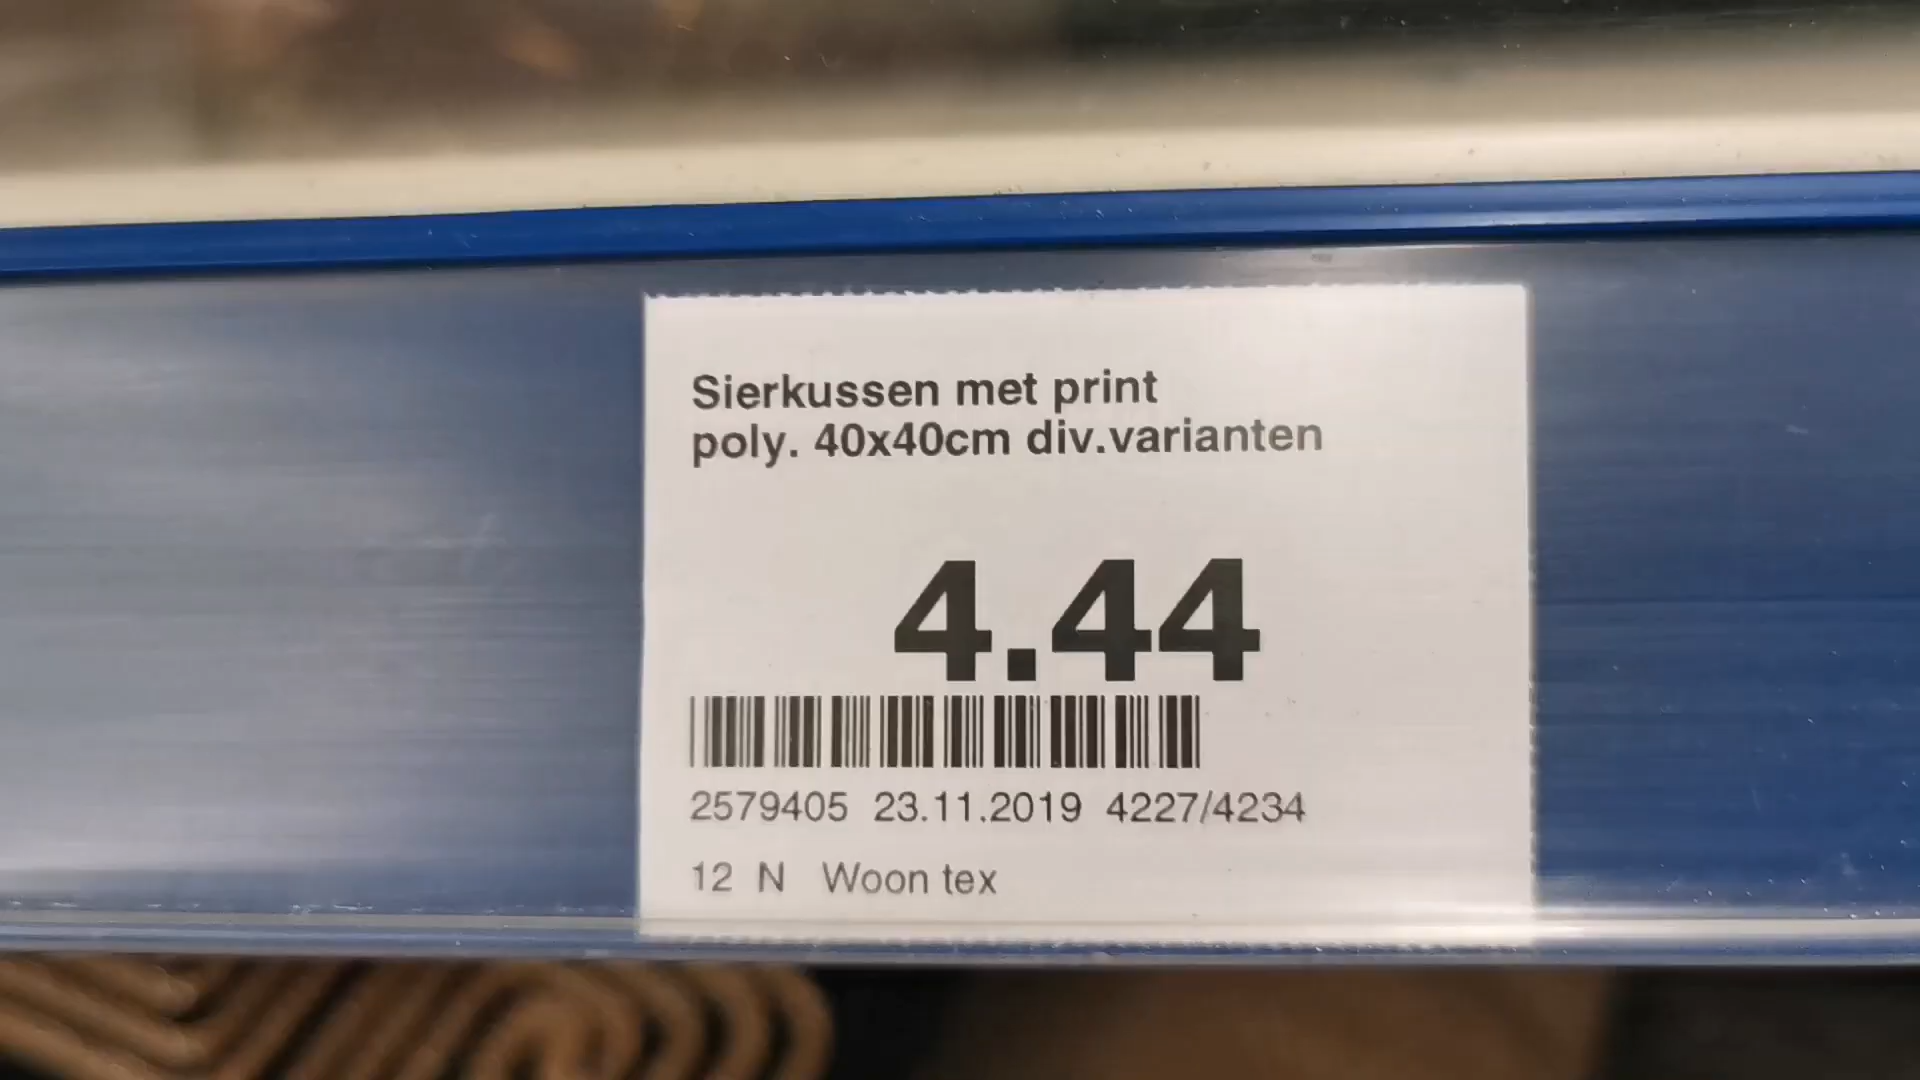 Sierkussen met print
poly. 40x40cm div.varianten
4.44
2579405 23.11.2019 4227/4234
12 N Woon tex